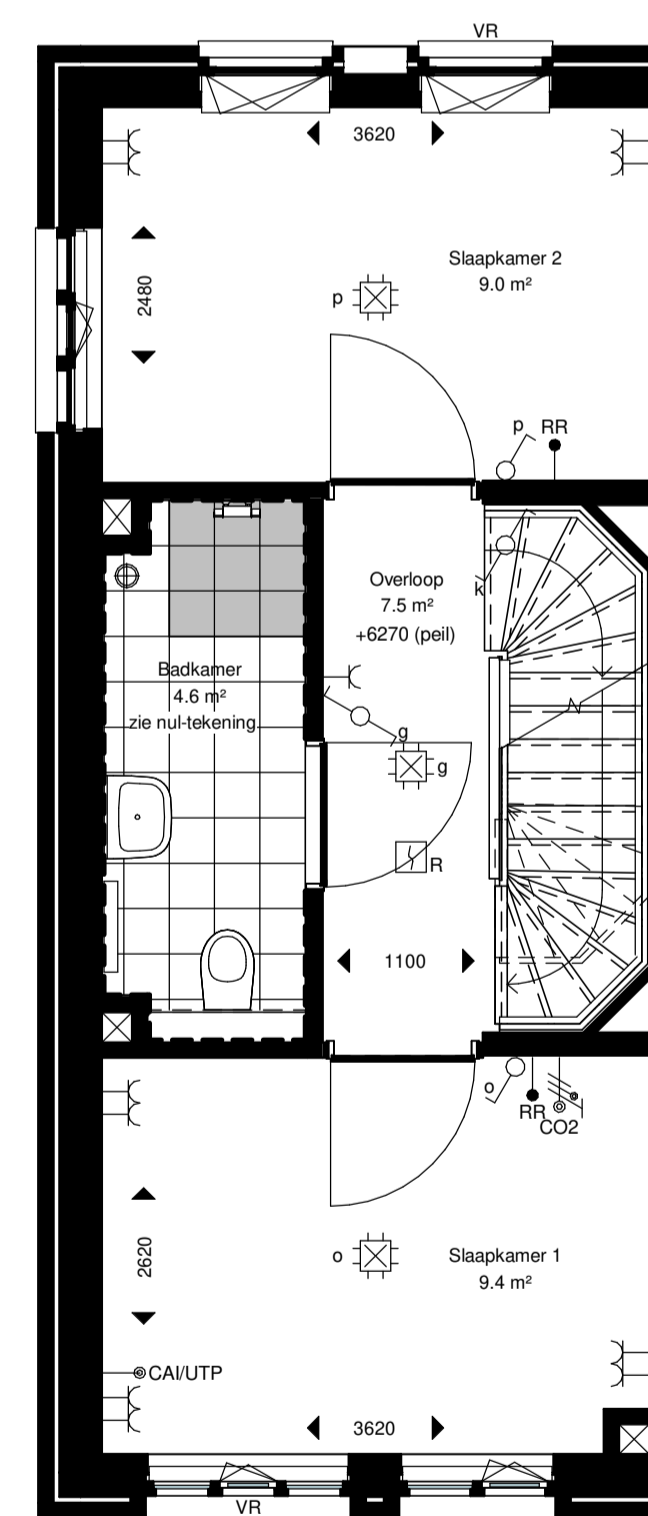 VR
3620
2480
Slaapkamer 2
9.0 m²
p
p
RR
k
Overloop
7.5 m²
+6270 (peil)
Badkamer
4.6 m²
zie nul-tekening
N
g
g
R
1100
o
RR
CO2
2620
o
Slaapkamer 1
9.4 m²
CAI/UTP
3620
VR